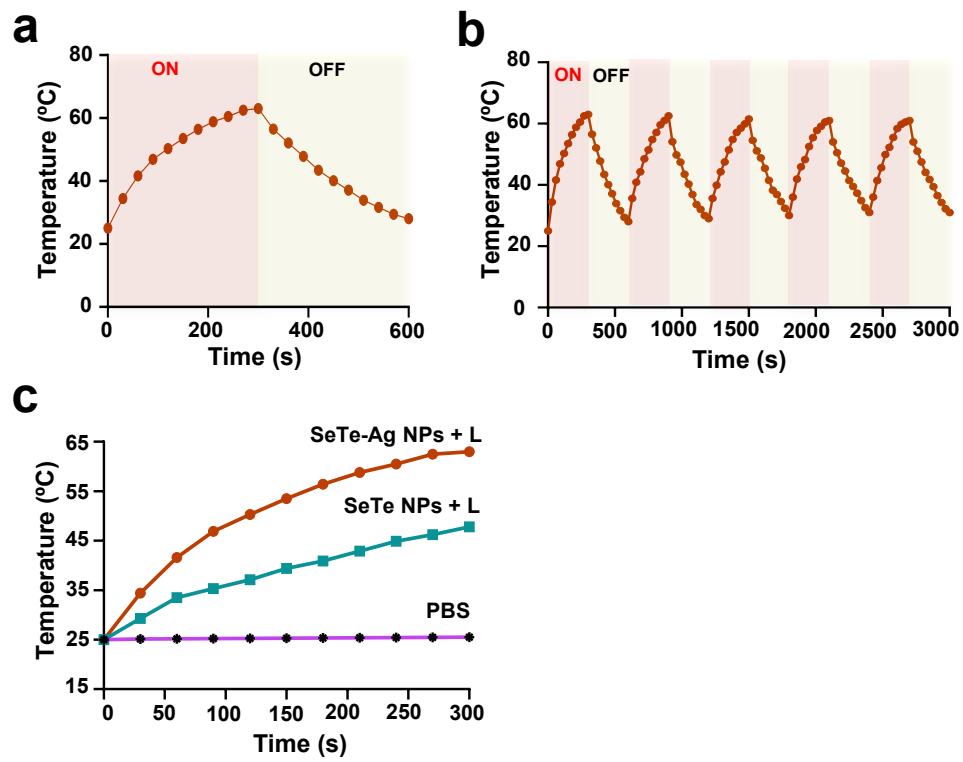 a
80
60
40
20
0
Temperature (ºC)
ON
OFF
0
200
400
600
Time (s)
b
80
60
40
20
0
Temperature (ºC)
ON OFF
0
500
1000
1500
2000
2500
3000
Time (s)
c
65
55
45
35
25
15
Temperature (ºC)
SeTe-Ag NPs + L
SeTe NPs + L
PBS
0
50
100
150
200
250
300
Time (s)